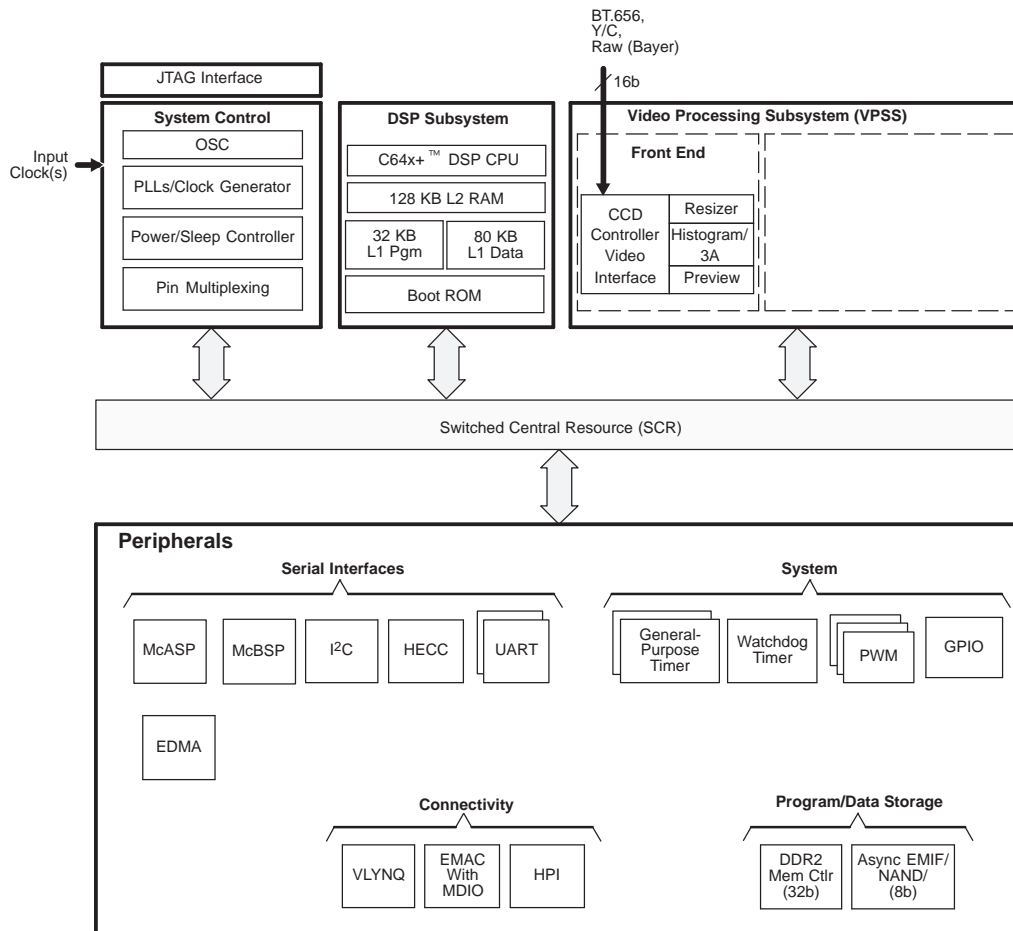 BT.656,
Y/C,
Raw (Bayer)
16b
JTAG Interface
System Control
OSC
PLLs/Clock Generator
Power/Sleep Controller
Pin Multiplexing
Input
Clock(s)
DSP Subsystem
C64x+™ DSP CPU
128 KB L2 RAM
32 KB
L1 Pgm
80 KB
L1 Data
Boot ROM
Video Processing Subsystem (VPSS)
Front End
CCD
Controller
Video
Interface
Resizer
Histogram/
3A
Preview
Switched Central Resource (SCR)
Peripherals
Serial Interfaces
McASP
McBSP
I²C
HECC
UART
System
General-
Purpose
Timer
Watchdog
Timer
PWM
GPIO
EDMA
Connectivity
VLYNQ
EMAC
With
MDIO
HPI
Program/Data Storage
DDR2
Mem Ctlr
(32b)
Async EMIF/
NAND/
(8b)